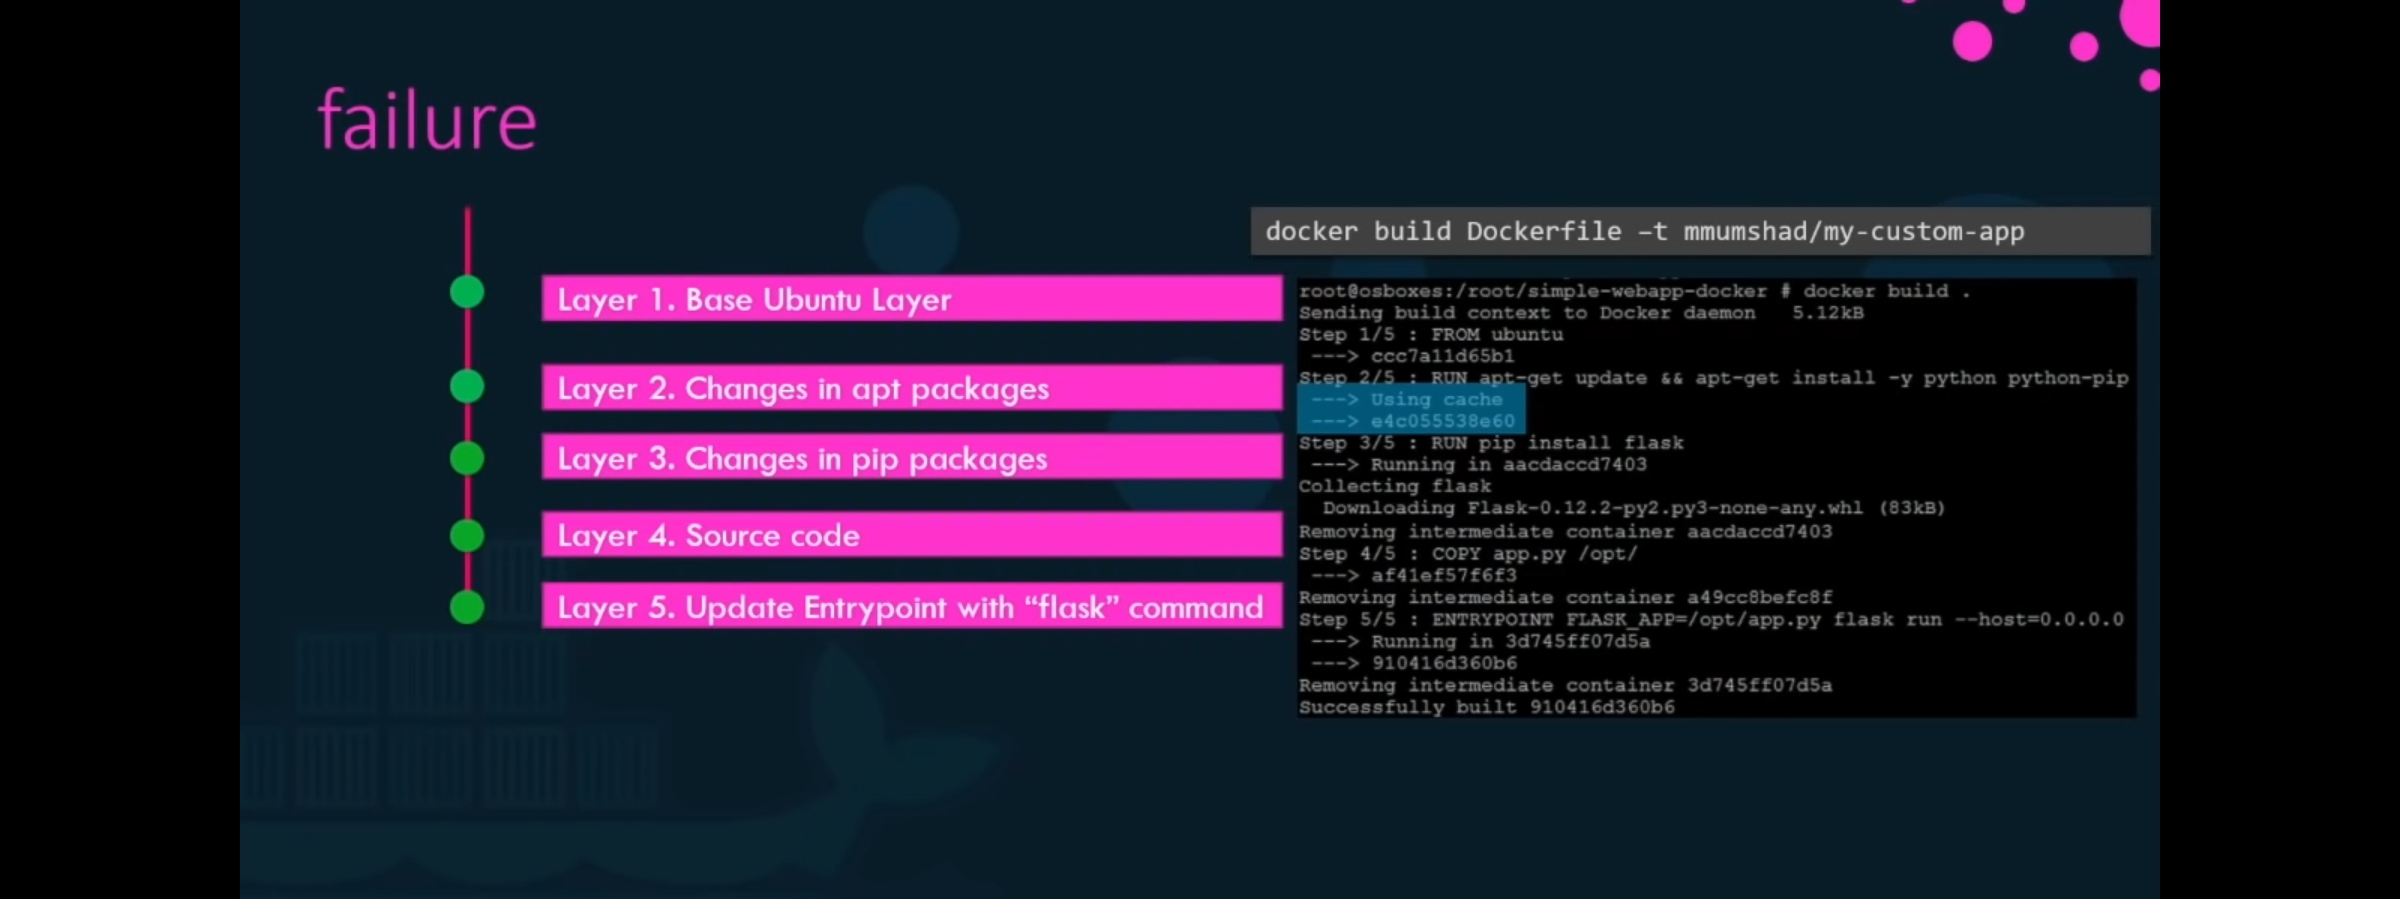 failure
docker build Dockerfile –t mmumshad/my-custom-app
Layer 1. Base Ubuntu Layer
Layer 2. Changes in apt packages
Layer 3. Changes in pip packages
Layer 4. Source code
Layer 5. Update Entrypoint with “flask” command
root@osboxes:/root/simple-webapp-docker # docker build .
Sending build context to Docker daemon   5.12kB
Step 1/5 : FROM ubuntu
---> ccc7a11d65b1
Step 2/5 : RUN apt-get update && apt-get install -y python python-pip
---> Using cache
---> e4c055538e60
Step 3/5 : RUN pip install flask
---> Running in aacdaccd7403
Collecting flask
Downloading Flask-0.12.2-py2.py3-none-any.whl (83kB)
Removing intermediate container aacdaccd7403
Step 4/5 : COPY app.py /opt/
---> af41ef57f6f3
Removing intermediate container a49cc8befc8f
Step 5/5 : ENTRYPOINT FLASK_APP=/opt/app.py flask run --host=0.0.0.0
---> Running in 3d745ff07d5a
---> 910416d360b6
Removing intermediate container 3d745ff07d5a
Successfully built 910416d360b6